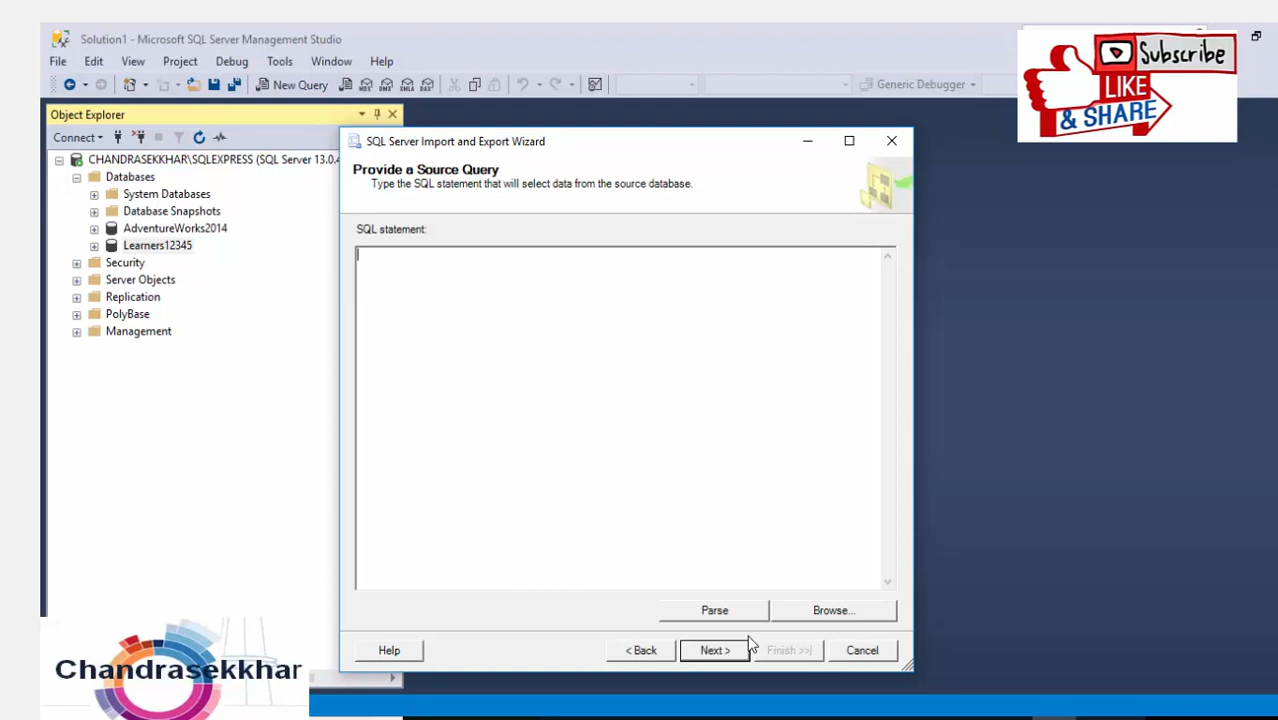 Solution1 - Microsoft SQL Server Management Studio
File Edit View Project Debug Tools Window Help
New Query
Generic Debugger
Subscribe
LIKE
& SHARE
Object Explorer
Connect
CHANDRASEKKHAR\SQLEXPRESS (SQL Server 13.0.4
Databases
System Databases
Database Snapshots
AdventureWorks2014
Learners12345
Security
Server Objects
Replication
PolyBase
Management
SQL Server Import and Export Wizard
Provide a Source Query
Type the SQL statement that will select data from the source database.
SQL statement:
Parse Browse...
Help < Back Next > Finish >>| Cancel
Chandrasekkhar